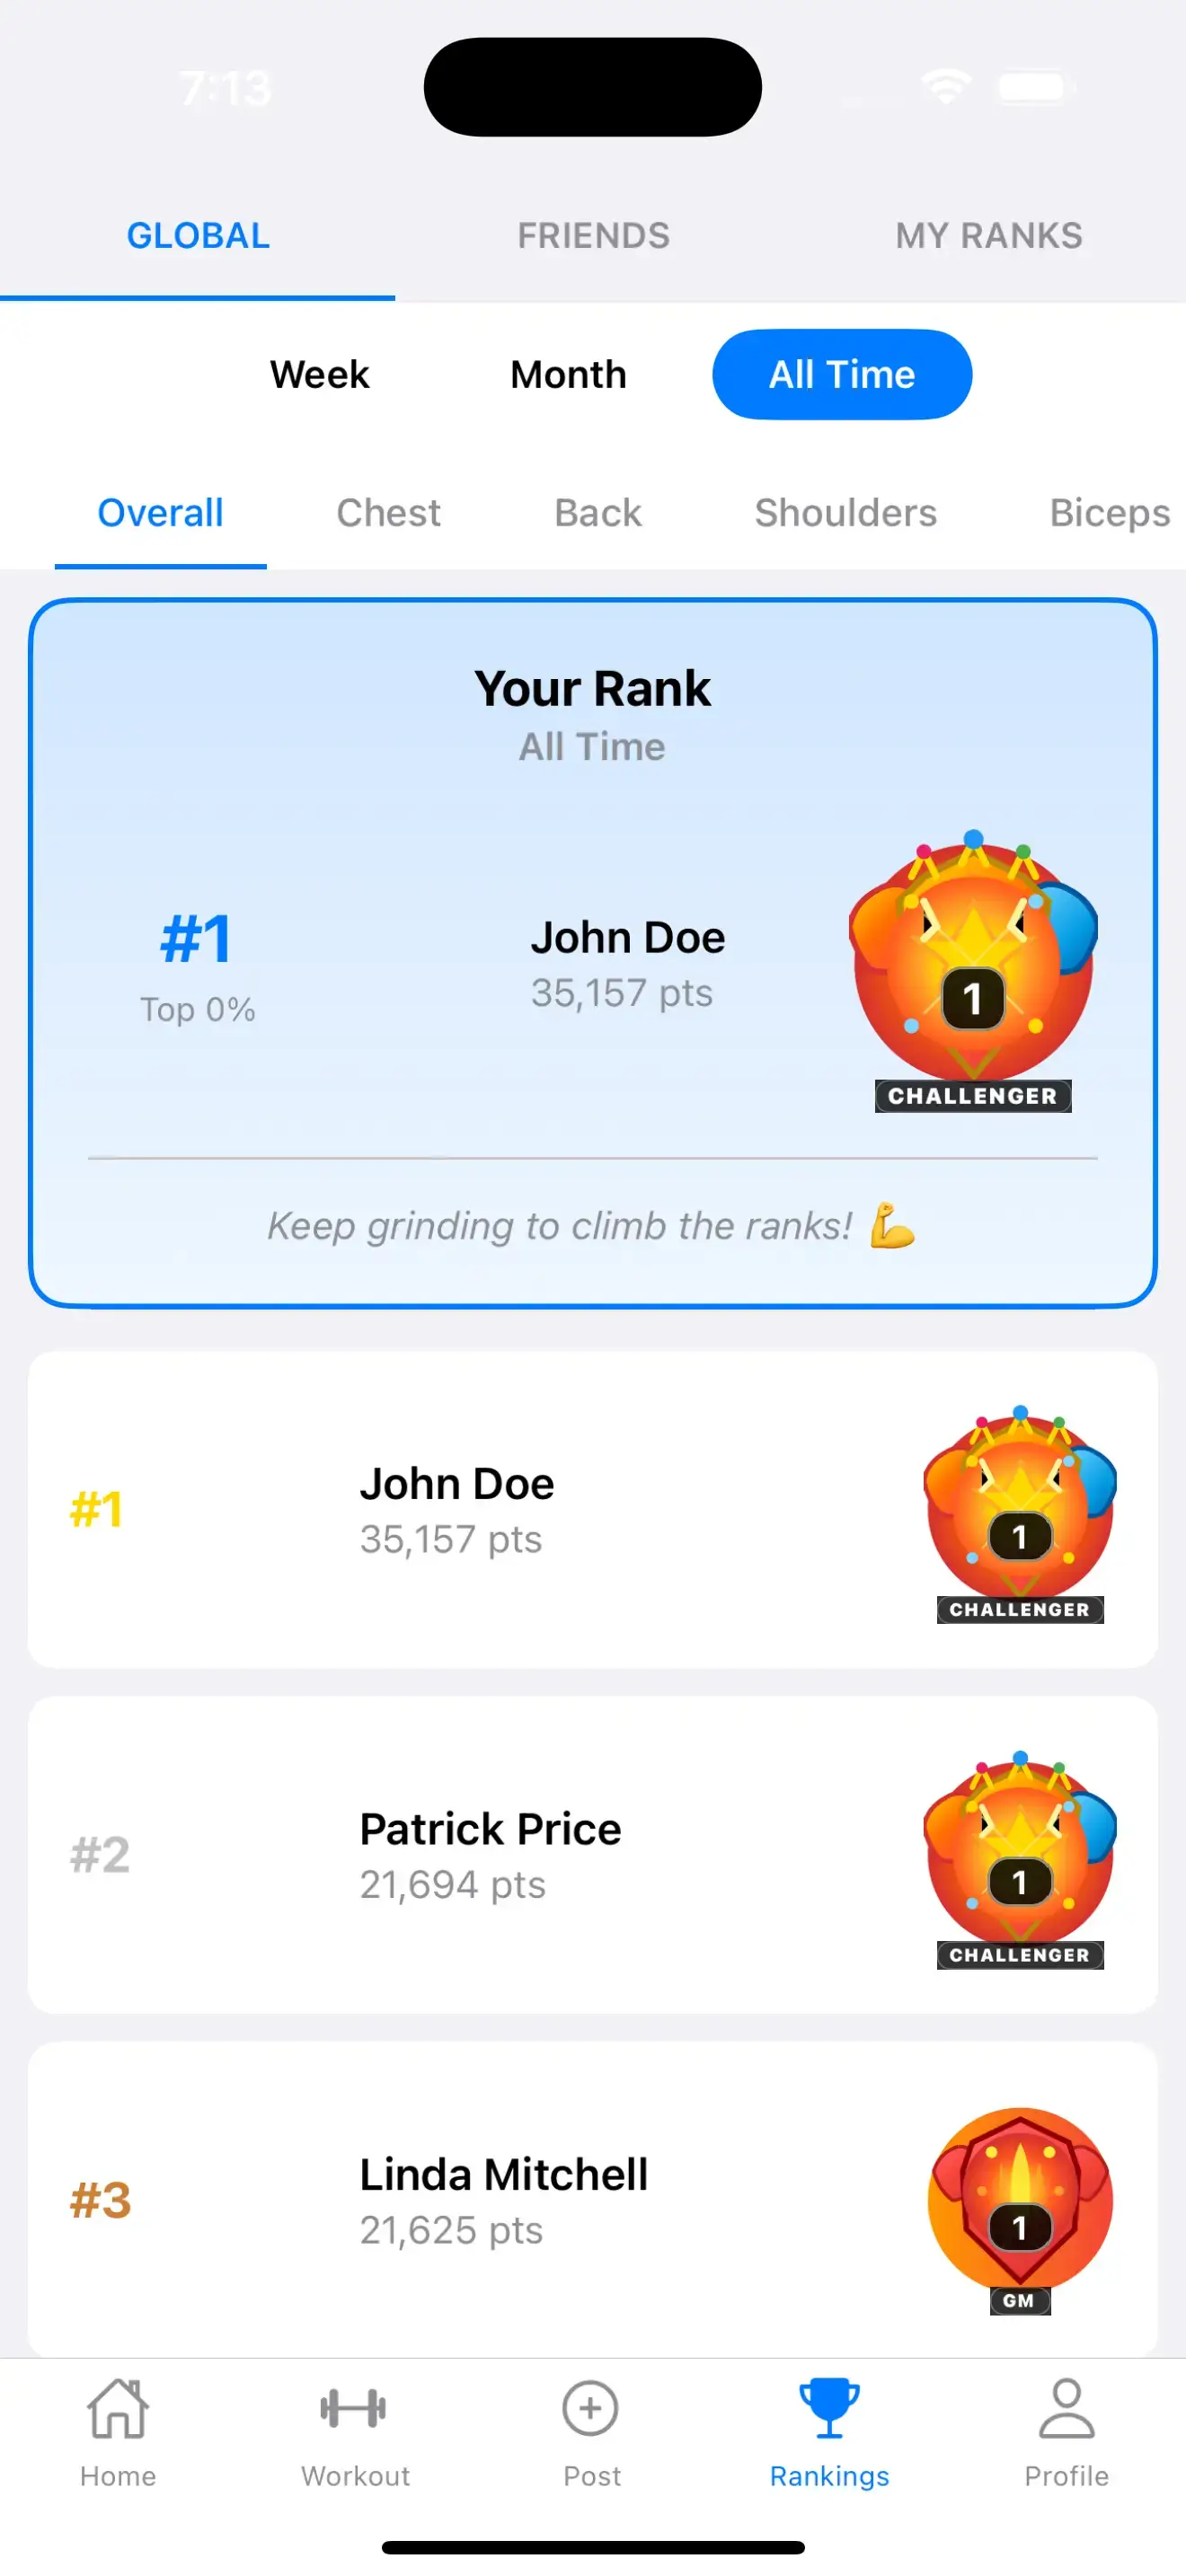 7:13
GLOBAL FRIENDS MY RANKS
Week Month All Time
Overall Chest Back Shoulders Biceps
Your Rank
All Time
#1
Top 0%
John Doe
35,157 pts
1
CHALLENGER
Keep grinding to climb the ranks! 💪
#1
John Doe
35,157 pts
1
CHALLENGER
#2
Patrick Price
21,694 pts
1
CHALLENGER
#3
Linda Mitchell
21,625 pts
1
GM
Home Workout Post Rankings Profile